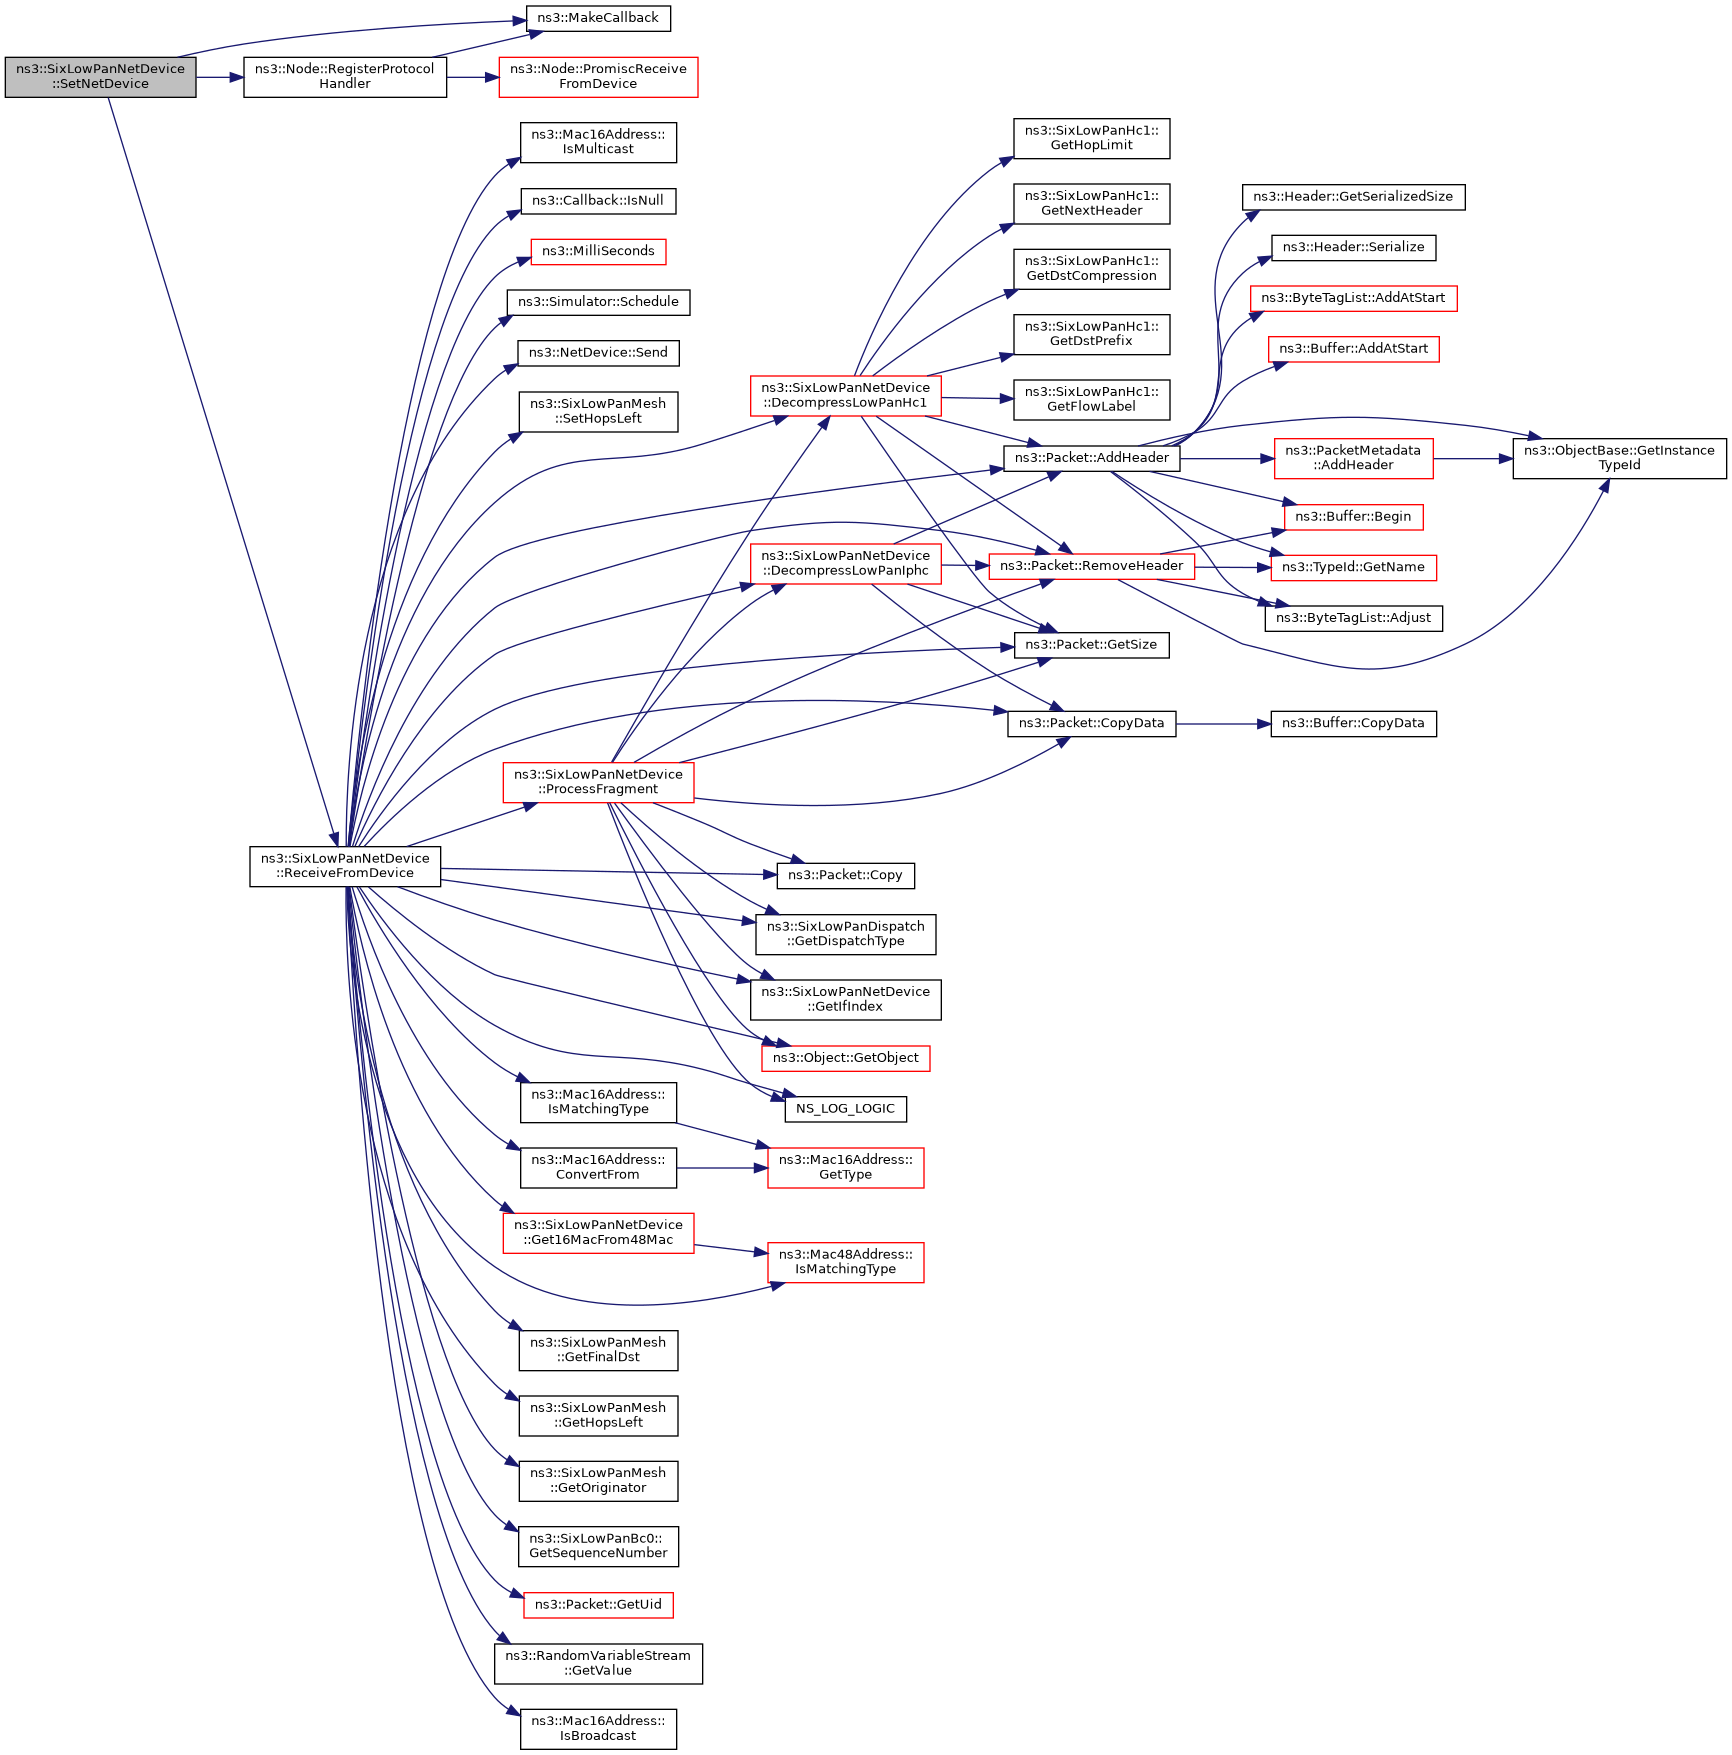 ns3::MakeCallback
ns3::SixLowPanNetDevice
::SetNetDevice
ns3::Node::RegisterProtocol
Handler
ns3::Node::PromiscReceive
FromDevice
ns3::Mac16Address::
IsMulticast
ns3::Callback::IsNull
ns3::MilliSeconds
ns3::Simulator::Schedule
ns3::NetDevice::Send
ns3::SixLowPanMesh
::SetHopsLeft
ns3::SixLowPanNetDevice
::ReceiveFromDevice
ns3::SixLowPanNetDevice
::ProcessFragment
ns3::Mac16Address::
IsMatchingType
ns3::Mac16Address::
ConvertFrom
ns3::SixLowPanNetDevice
::Get16MacFrom48Mac
ns3::SixLowPanMesh
::GetFinalDst
ns3::SixLowPanMesh
::GetHopsLeft
ns3::SixLowPanMesh
::GetOriginator
ns3::SixLowPanBc0::
GetSequenceNumber
ns3::Packet::GetUid
ns3::RandomVariableStream
::GetValue
ns3::Mac16Address::
IsBroadcast
ns3::SixLowPanNetDevice
::DecompressLowPanHc1
ns3::SixLowPanNetDevice
::DecompressLowPanIphc
ns3::Packet::Copy
ns3::SixLowPanDispatch
::GetDispatchType
ns3::SixLowPanNetDevice
::GetIfIndex
ns3::Object::GetObject
NS_LOG_LOGIC
ns3::Mac16Address::
GetType
ns3::Mac48Address::
IsMatchingType
ns3::SixLowPanHc1::
GetHopLimit
ns3::SixLowPanHc1::
GetNextHeader
ns3::SixLowPanHc1::
GetDstCompression
ns3::SixLowPanHc1::
GetDstPrefix
ns3::SixLowPanHc1::
GetFlowLabel
ns3::Packet::AddHeader
ns3::Packet::RemoveHeader
ns3::Packet::GetSize
ns3::Packet::CopyData
ns3::Header::GetSerializedSize
ns3::Header::Serialize
ns3::ByteTagList::AddAtStart
ns3::Buffer::AddAtStart
ns3::PacketMetadata
::AddHeader
ns3::Buffer::Begin
ns3::TypeId::GetName
ns3::ByteTagList::Adjust
ns3::Buffer::CopyData
ns3::ObjectBase::GetInstance
TypeId